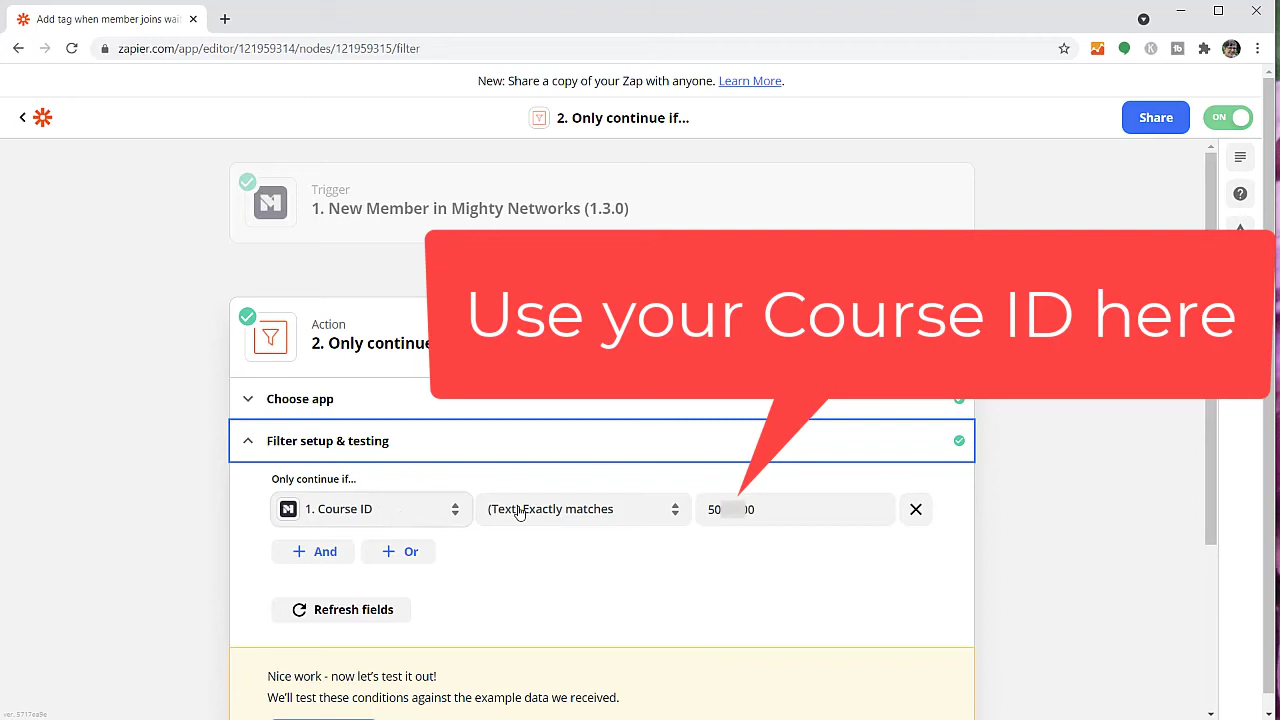 Add tag when member joins wai
zapier.com/app/editor/121959314/nodes/121959315/filter
New: Share a copy of your Zap with anyone. Learn More.
2. Only continue if...
Share
ON
Trigger
1. New Member in Mighty Networks (1.3.0)
Use your Course ID here
Action
2. Only continue
Choose app
Filter setup & testing
Only continue if...
1. Course ID
(Text) Exactly matches
50 00
+ And
+ Or
Refresh fields
Nice work - now let's test it out!
We'll test these conditions against the example data we received.
ver_5717ea9e